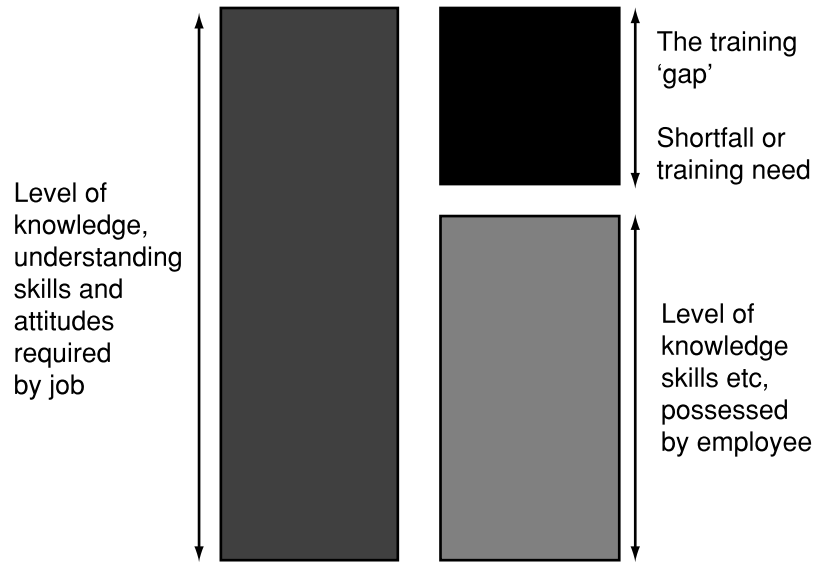 Level of
knowledge,
understanding
skills and
attitudes
required
by job
The training
‘gap’
Shortfall or
training need
Level of
knowledge
skills etc,
possessed
by employee